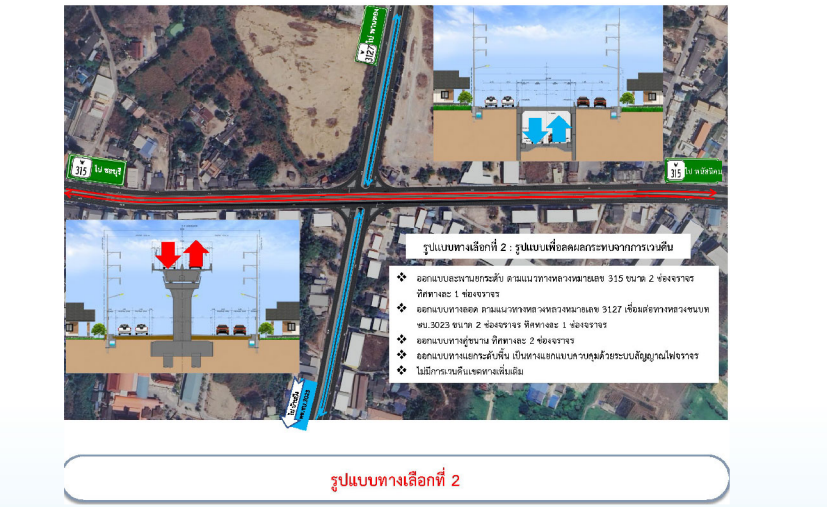 ไป พานทอง
3127
315 ไป ชลบุรี
315 ไป พนัสนิคม
รูปแบบทางเลือกที่ 2 : รูปแบบเพื่อลดผลกระทบจากการเวนคืน
❖ ออกแบบสะพานยกระดับ ตามแนวทางหลวงหมายเลข 315 ขนาด 2 ช่องจราจร
ทิศทางละ 1 ช่องจราจร
❖ ออกแบบทางลอด ตามแนวทางหลวงหลวงหมายเลข 3127 เชื่อมต่อทางหลวงชนบท
ชบ.3023 ขนาด 2 ช่องจราจร ทิศทางละ 1 ช่องจราจร
❖ ออกแบบทางคู่ขนาน ทิศทางละ 2 ช่องจราจร
❖ ออกแบบทางแยกระดับพื้น เป็นทางแยกแบบควบคุมด้วยระบบสัญญาณไฟจราจร
❖ ไม่มีการเวนคืนเขตทางเพิ่มเติม
รูปแบบทางเลือกที่ 2